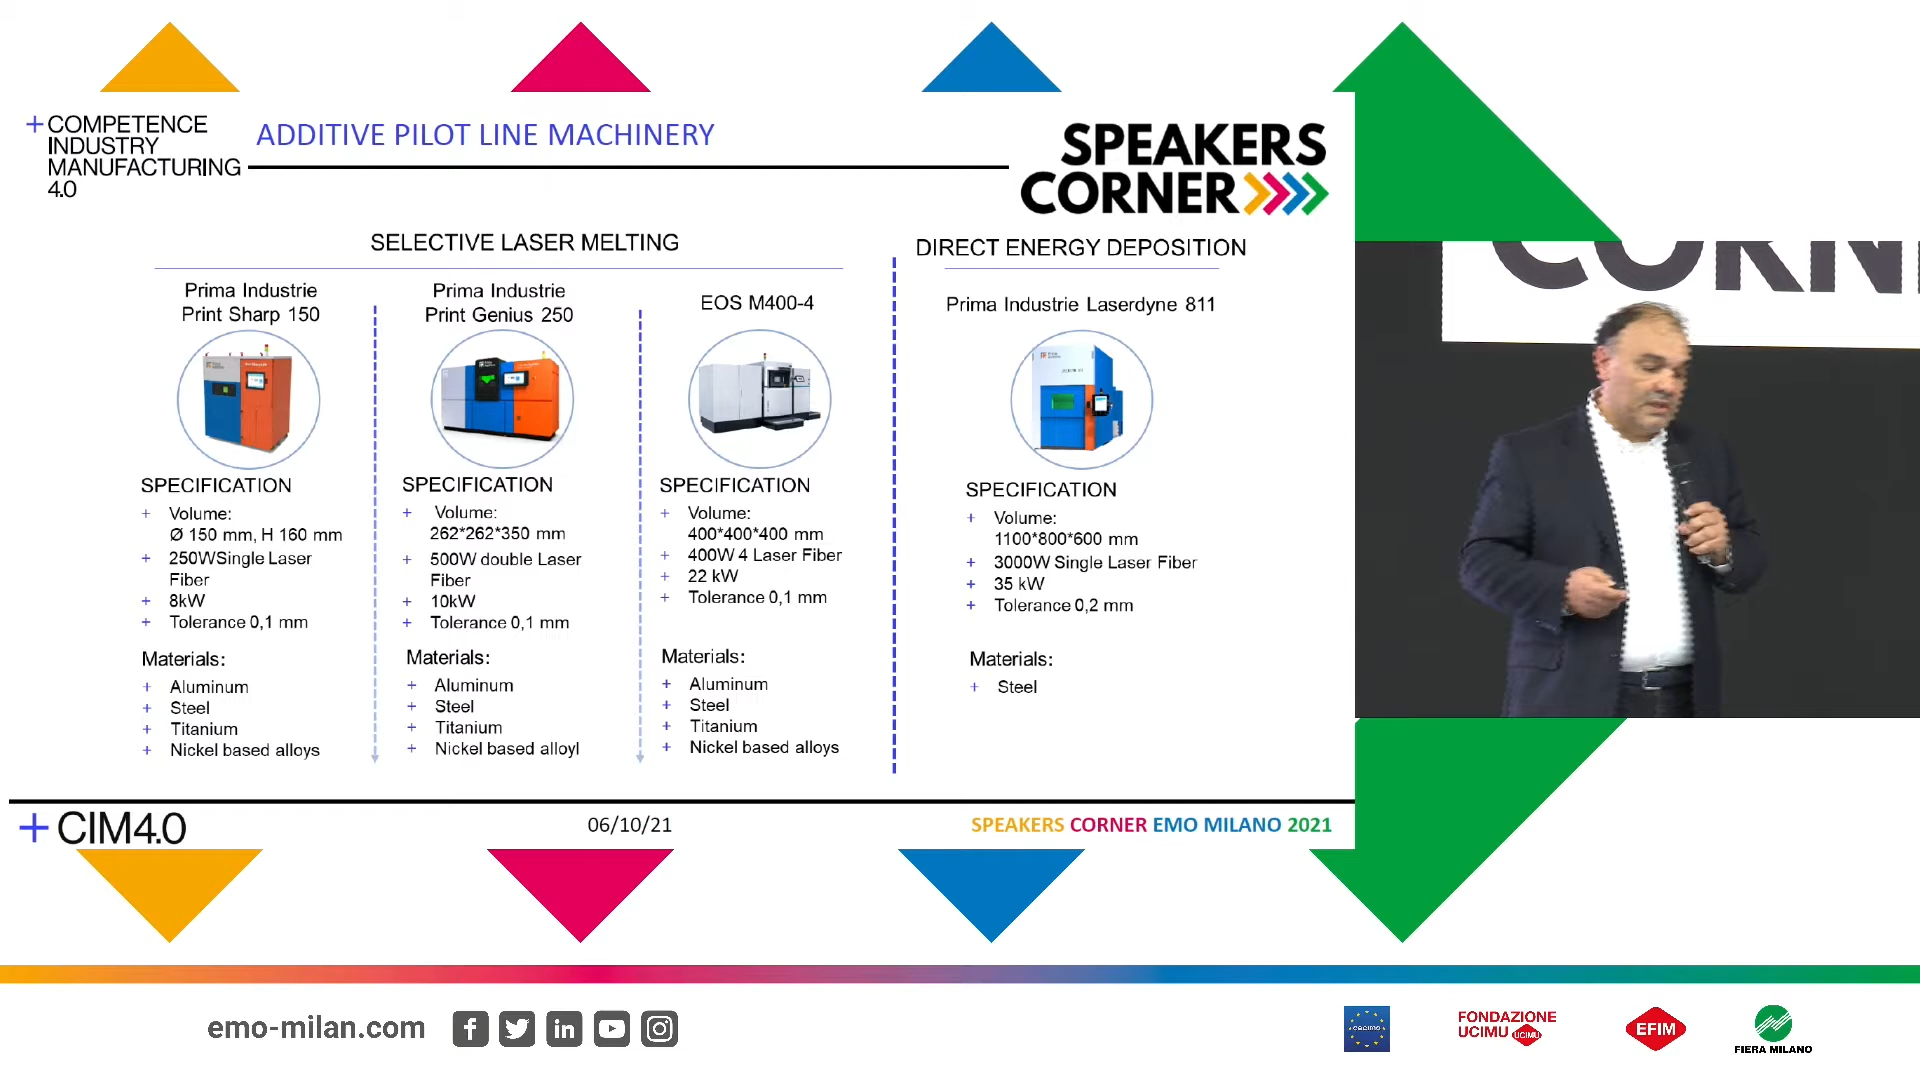 +COMPETENCE
INDUSTRY
MANUFACTURING
4.0
ADDITIVE PILOT LINE MACHINERY
SPEAKERS
CORNER
SELECTIVE LASER MELTING
Prima Industrie
Print Sharp 150
SPECIFICATION
+ Volume:
Ø 150 mm, H 160 mm
+ 250WSingle Laser
Fiber
+ 8kW
+ Tolerance 0,1 mm
Materials:
+ Aluminum
+ Steel
+ Titanium
+ Nickel based alloys
Prima Industrie
Print Genius 250
SPECIFICATION
+ Volume:
262*262*350 mm
+ 500W double Laser
Fiber
+ 10kW
+ Tolerance 0,1 mm
Materials:
+ Aluminum
+ Steel
+ Titanium
+ Nickel based alloyl
EOS M400-4
SPECIFICATION
+ Volume:
400*400*400 mm
+ 400W 4 Laser Fiber
+ 22 kW
+ Tolerance 0,1 mm
Materials:
+ Aluminum
+ Steel
+ Titanium
+ Nickel based alloys
DIRECT ENERGY DEPOSITION
Prima Industrie Laserdyne 811
SPECIFICATION
+ Volume:
1100*800*600 mm
+ 3000W Single Laser Fiber
+ 35 kW
+ Tolerance 0,2 mm
Materials:
+ Steel
CORN
+CIM4.0
06/10/21
SPEAKERS CORNER EMO MILANO 2021
emo-milan.com
cecimo
FONDAZIONE
UCIMU
UCIMU
EFIM
FIERA MILANO